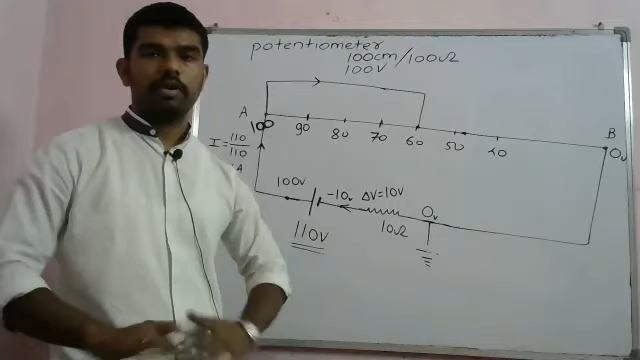 potentiometer
100cm/100Ω
100V
A
100
90
80
70
60
50
40
B
0v
I = 110/110
A
100v
-10v
ΔV=10V
0v
10Ω
110v